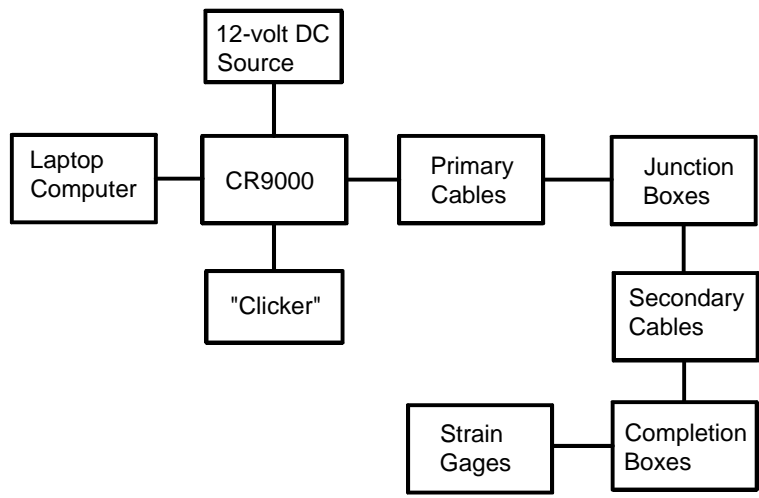 12-volt DC
Source
Laptop
Computer
CR9000
Primary
Cables
Junction
Boxes
"Clicker"
Secondary
Cables
Strain
Gages
Completion
Boxes